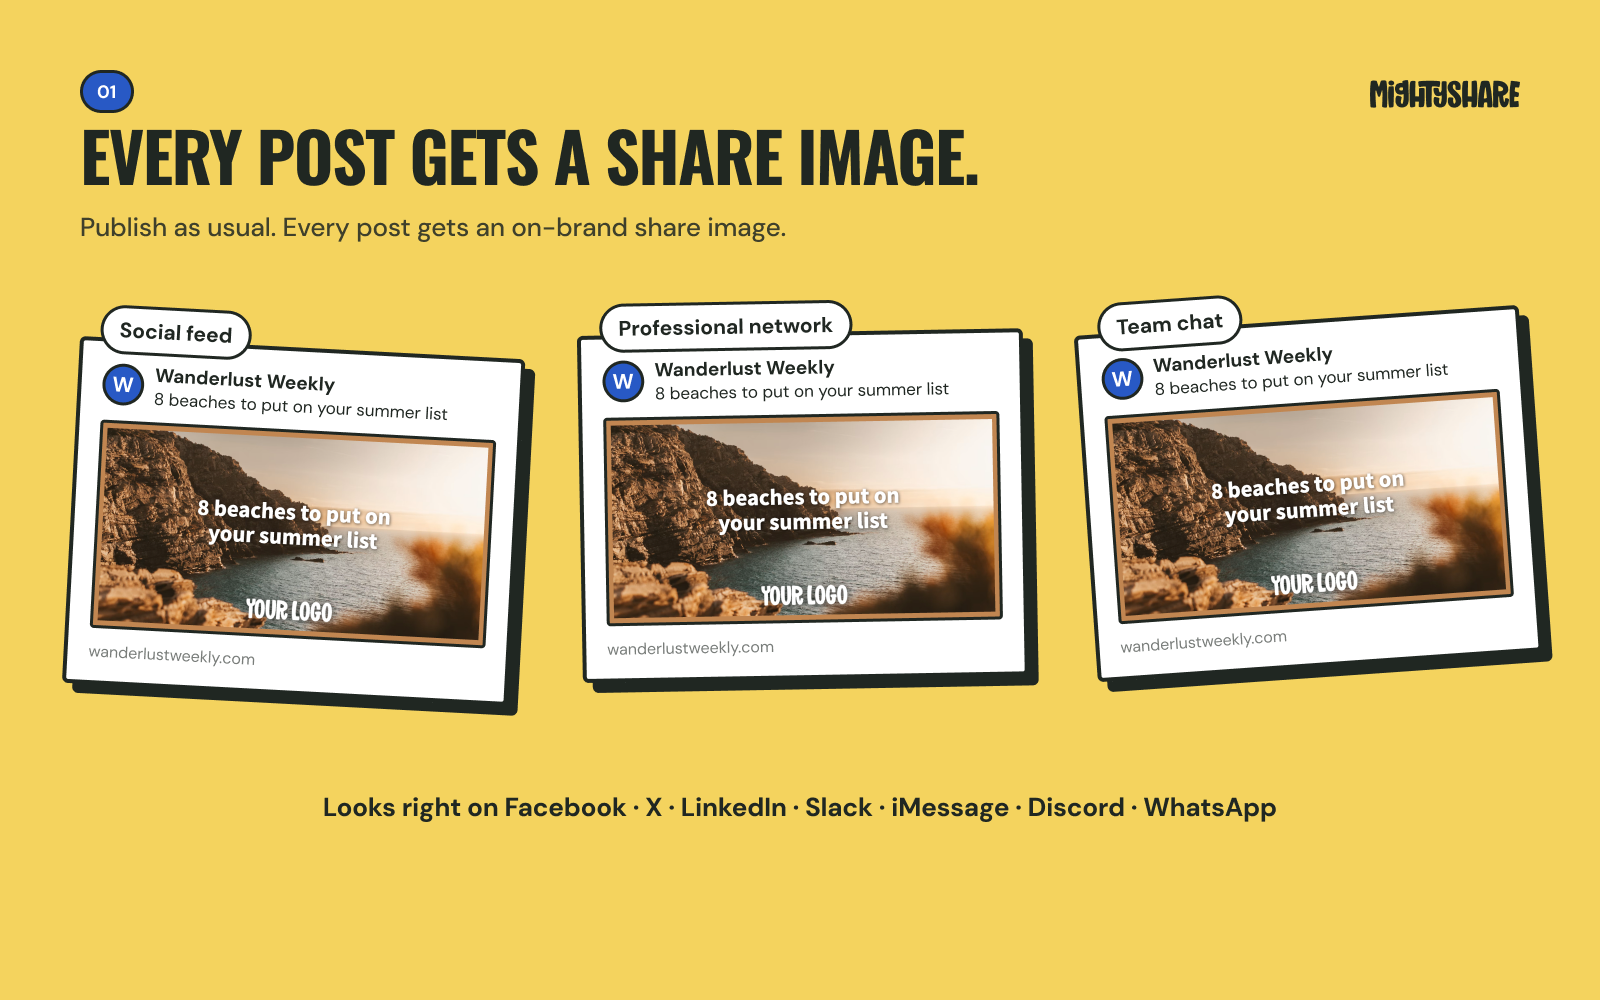 01
MIGHTYSHARE
EVERY POST GETS A SHARE IMAGE.
Publish as usual. Every post gets an on-brand share image.
Social feed
W
Wanderlust Weekly
8 beaches to put on your summer list
8 beaches to put on
your summer list
YOUR LOGO
wanderlustweekly.com
Professional network
W
Wanderlust Weekly
8 beaches to put on your summer list
8 beaches to put on
your summer list
YOUR LOGO
wanderlustweekly.com
Team chat
W
Wanderlust Weekly
8 beaches to put on your summer list
8 beaches to put on
your summer list
YOUR LOGO
wanderlustweekly.com
Looks right on Facebook · X · LinkedIn · Slack · iMessage · Discord · WhatsApp